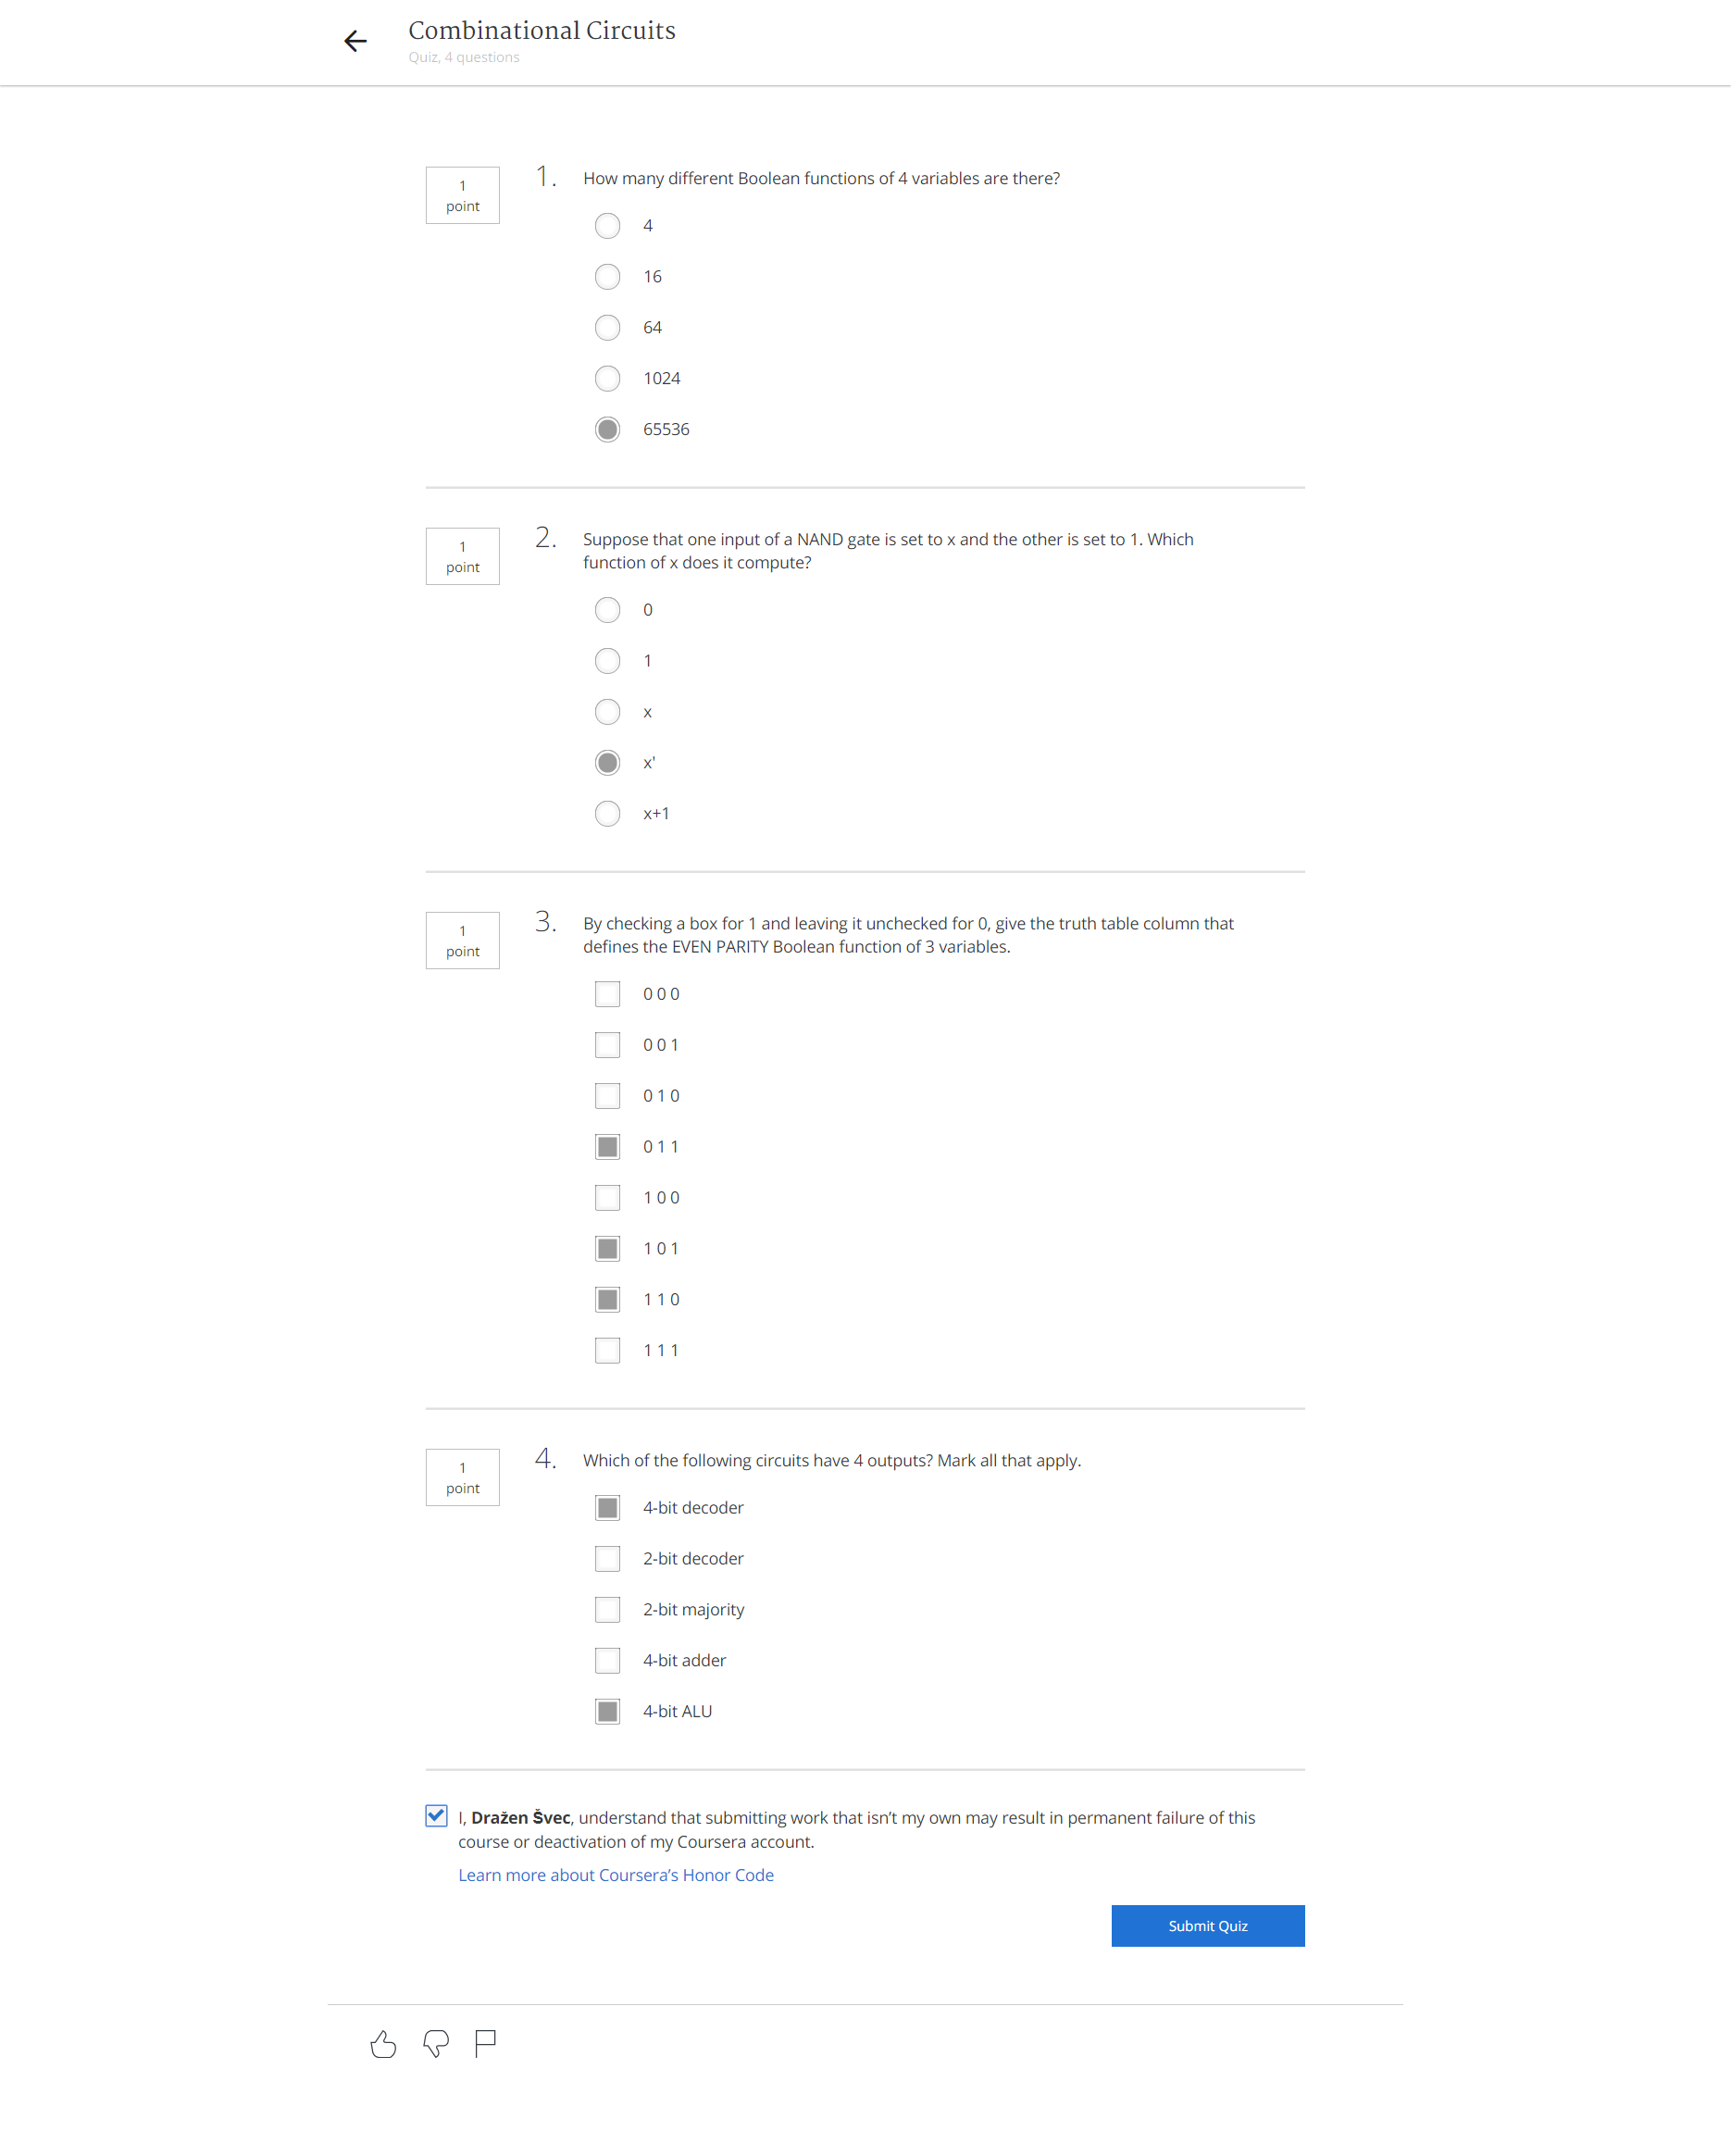 Combinational Circuits
Quiz, 4 questions
1
point
1.
How many different Boolean functions of 4 variables are there?
4
16
64
1024
65536
1
point
2.
Suppose that one input of a NAND gate is set to x and the other is set to 1. Which
function of x does it compute?
0
1
x
x'
x+1
1
point
3.
By checking a box for 1 and leaving it unchecked for 0, give the truth table column that
defines the EVEN PARITY Boolean function of 3 variables.
0 0 0
0 0 1
0 1 0
0 1 1
1 0 0
1 0 1
1 1 0
1 1 1
1
point
4.
Which of the following circuits have 4 outputs? Mark all that apply.
4-bit decoder
2-bit decoder
2-bit majority
4-bit adder
4-bit ALU
I, Dražen Švec, understand that submitting work that isn’t my own may result in permanent failure of this
course or deactivation of my Coursera account.
Learn more about Coursera’s Honor Code
Submit Quiz